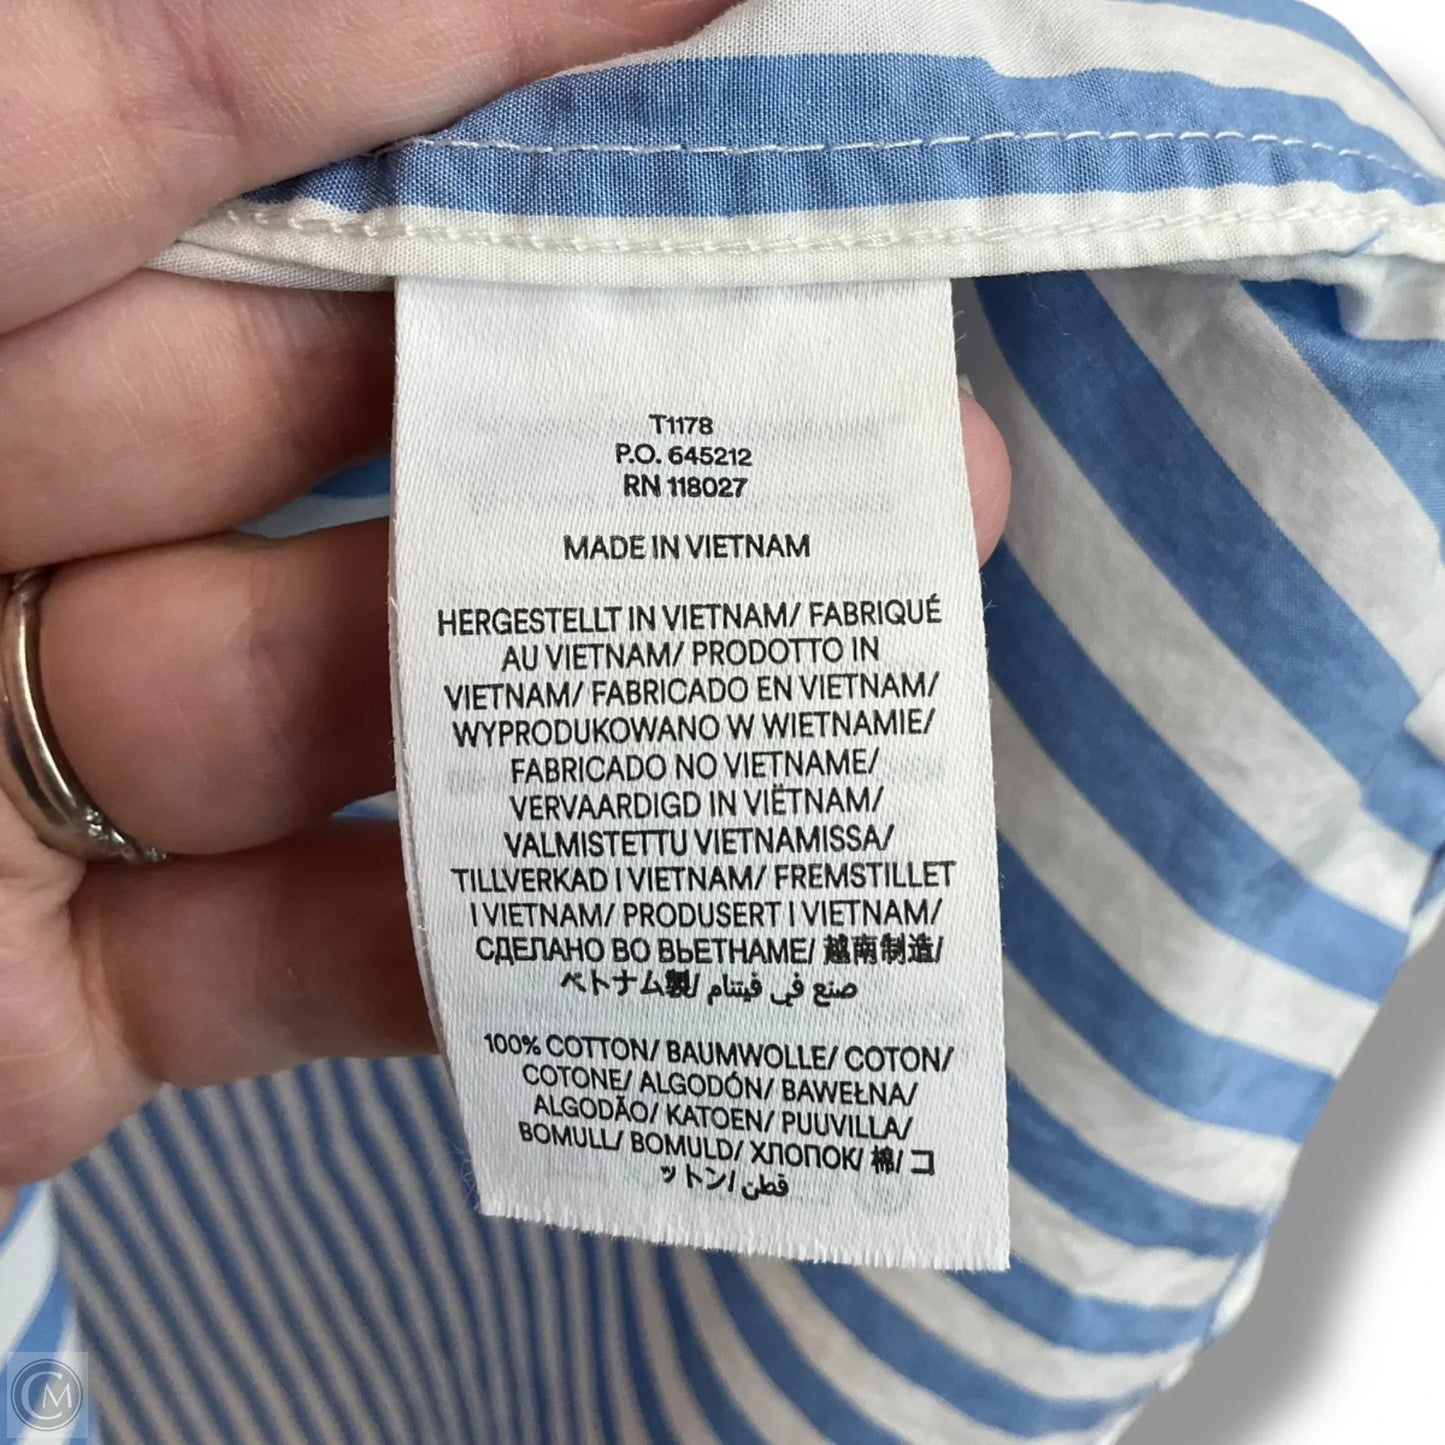 T1178
P.O. 645212
RN 118027
MADE IN VIETNAM
HERGESTELLT IN VIETNAM/ FABRIQUÉ
AU VIETNAM/ PRODOTTO IN
VIETNAM/ FABRICADO EN VIETNAM/
WYPRODUKOWANO W WIETNAMIE/
FABRICADO NO VIETNAME/
VERVAARDIGD IN VIËTNAM/
VALMISTETTU VIETNAMISSA/
TILLVERKAD I VIETNAM/ FREMSTILLET
I VIETNAM/ PRODUSERT I VIETNAM/
СДЕЛАНО ВО ВЬЕТНАМЕ/ 越南制造/
ベトナム製/ صنع في فيتنام
100% COTTON/ BAUMWOLLE/ COTON/
COTONE/ ALGODÓN/ BAWEŁNA/
ALGODÃO/ KATOEN/ PUUVILLA/
BOMULL/ BOMULD/ ХЛОПОК/ 棉/ コ
ットン/ قطن
CM